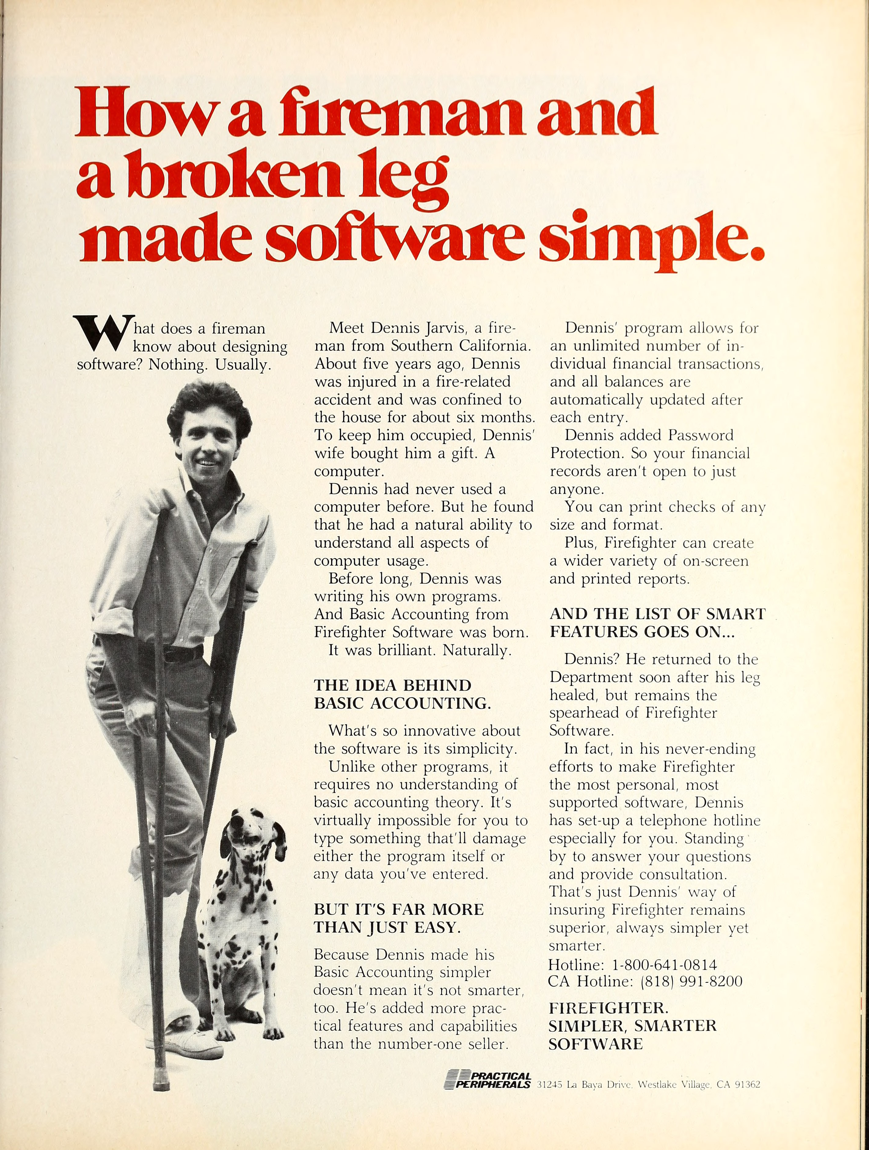 How a fireman and
a broken leg
made software simple.
What does a fireman
know about designing
software? Nothing. Usually.
Meet Dennis Jarvis, a fire-
man from Southern California.
About five years ago, Dennis
was injured in a fire-related
accident and was confined to
the house for about six months.
To keep him occupied, Dennis'
wife bought him a gift. A
computer.
Dennis had never used a
computer before. But he found
that he had a natural ability to
understand all aspects of
computer usage.
Before long, Dennis was
writing his own programs.
And Basic Accounting from
Firefighter Software was born.
It was brilliant. Naturally.
THE IDEA BEHIND
BASIC ACCOUNTING.
What's so innovative about
the software is its simplicity.
Unlike other programs, it
requires no understanding of
basic accounting theory. It's
virtually impossible for you to
type something that'll damage
either the program itself or
any data you've entered.
BUT IT'S FAR MORE
THAN JUST EASY.
Because Dennis made his
Basic Accounting simpler
doesn't mean it's not smarter,
too. He's added more prac-
tical features and capabilities
than the number-one seller.
Dennis' program allows for
an unlimited number of in-
dividual financial transactions,
and all balances are
automatically updated after
each entry.
Dennis added Password
Protection. So your financial
records aren't open to just
anyone.
You can print checks of any
size and format.
Plus, Firefighter can create
a wider variety of on-screen
and printed reports.
AND THE LIST OF SMART
FEATURES GOES ON...
Dennis? He returned to the
Department soon after his leg
healed, but remains the
spearhead of Firefighter
Software.
In fact, in his never-ending
efforts to make Firefighter
the most personal, most
supported software, Dennis
has set-up a telephone hotline
especially for you. Standing
by to answer your questions
and provide consultation.
That's just Dennis' way of
insuring Firefighter remains
superior, always simpler yet
smarter.
Hotline: 1-800-641-0814
CA Hotline: (818) 991-8200
FIREFIGHTER.
SIMPLER, SMARTER
SOFTWARE
PRACTICAL
PERIPHERALS 31245 La Baya Drive, Westlake Village, CA 91362